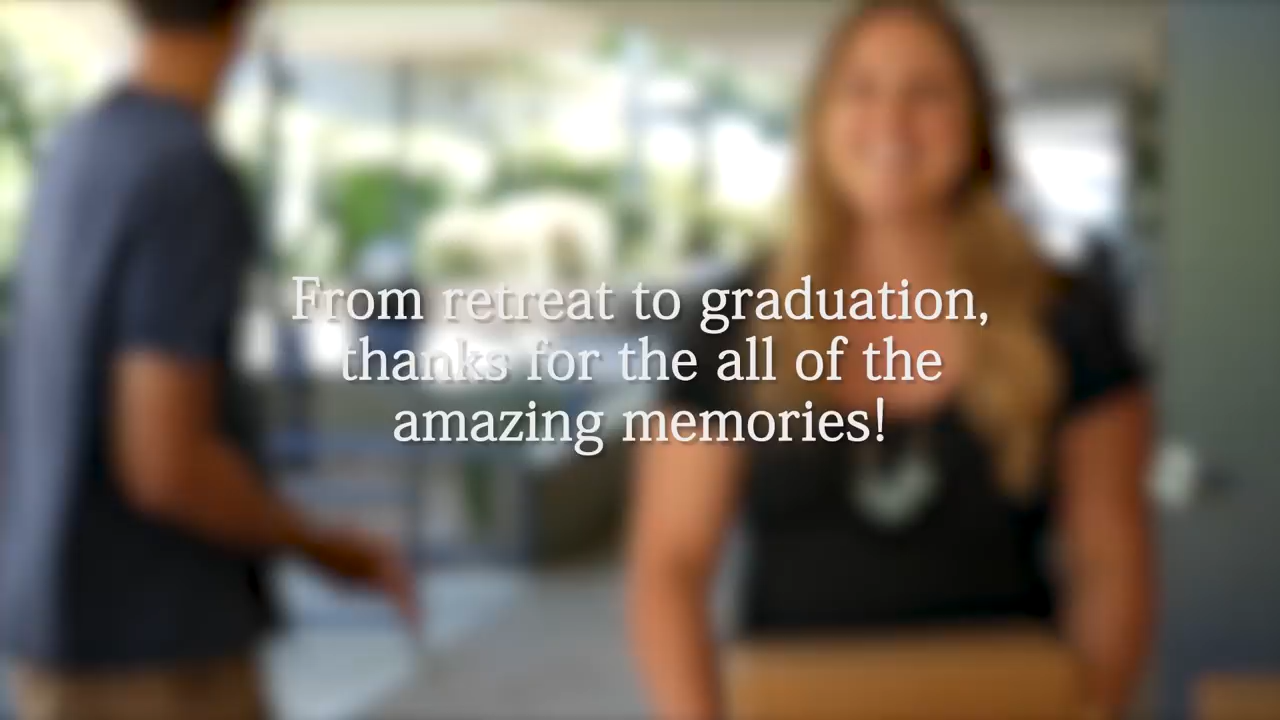 From retreat to graduation,
thanks for the all of the
amazing memories!